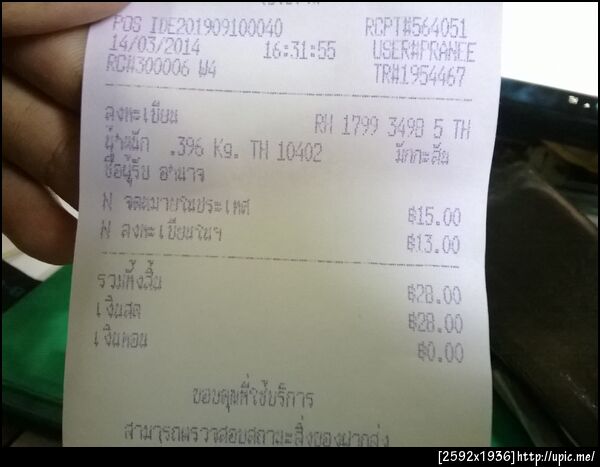 POS IDE201909100040 RCPT#564051
14/03/2014 16:31:55 USER#PRANEE
RC#300006 W4 TR#1954467
ลงทะเบียน RH 1799 3498 5 TH
น้ำหนัก .396 Kg. TH 10402 มักกะสัน
ชื่อผู้รับ อำนาจ
N จดหมายในประเทศ ฿15.00
N ลงทะเบียนในฯ ฿13.00
รวมทั้งสิ้น ฿28.00
เงินสด ฿28.00
เงินทอน ฿0.00
ขอบคุณที่ใช้บริการ
สามารถตรวจสอบสถานะสิ่งของฝากส่ง
[2592x1936]http://upic.me/